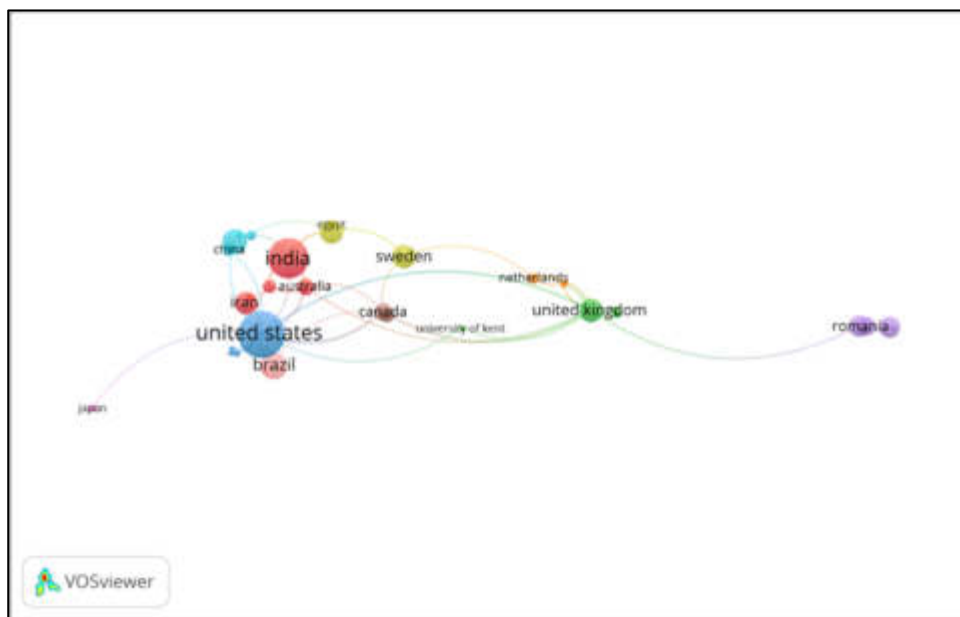 china
india
sweden
netherlands
australia
iran
canada
united kingdom
university of kent
united states
romania
brazil
japan
VOSviewer